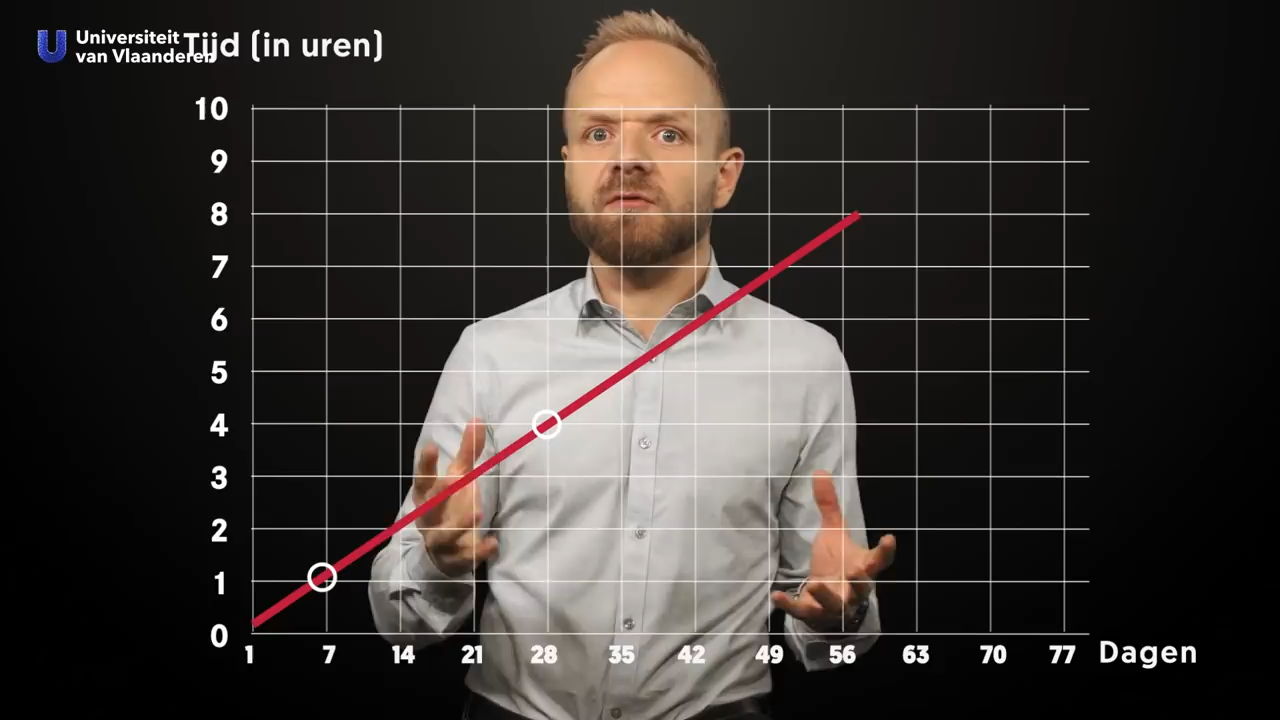 Universiteit
van Vlaanderen
Tijd (in uren)
10
9
8
7
6
5
4
3
2
1
0
1 7 14 21 28 35 42 49 56 63 70 77 Dagen